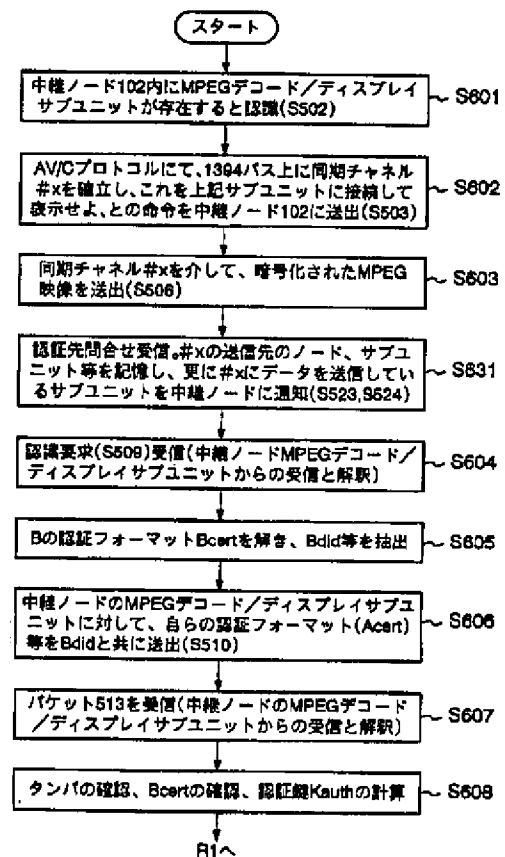 スタート
中継ノード102内にMPEGデコード／ディスプレイ
サブユニットが存在すると認識(S502)
S601
AV/Cプロトコルにて、1394バス上に同期チャネル
#xを確立し、これを上記サブユニットに接続して
表示せよ、との命令を中継ノード102に送出(S503)
S602
同期チャネル#xを介して、暗号化されたMPEG
映像を送出(S506)
S603
認証先問合せ受信。#xの送信先のノード、サブユ
ニット等を記憶し、更に#xにデータを送信してい
るサブユニットを中継ノードに通知(S523,S524)
S631
認識要求(S509)受信(中継ノードMPEGデコード／
ディスプレイサブユニットからの受信と解釈)
S604
Bの認証フォーマットBcertを解き、Bdid等を抽出
S605
中継ノードのMPEGデコード／ディスプレイサブユ
ニットに対して、自らの認証フォーマット(Acert)
等をBdidと共に送出(S510)
S606
パケット513を受信(中継ノードのMPEGデコード
／ディスプレイサブユニットからの受信と解釈)
S607
タンパの確認、Bcertの確認、認証鍵Kauthの計算
S608
B1へ